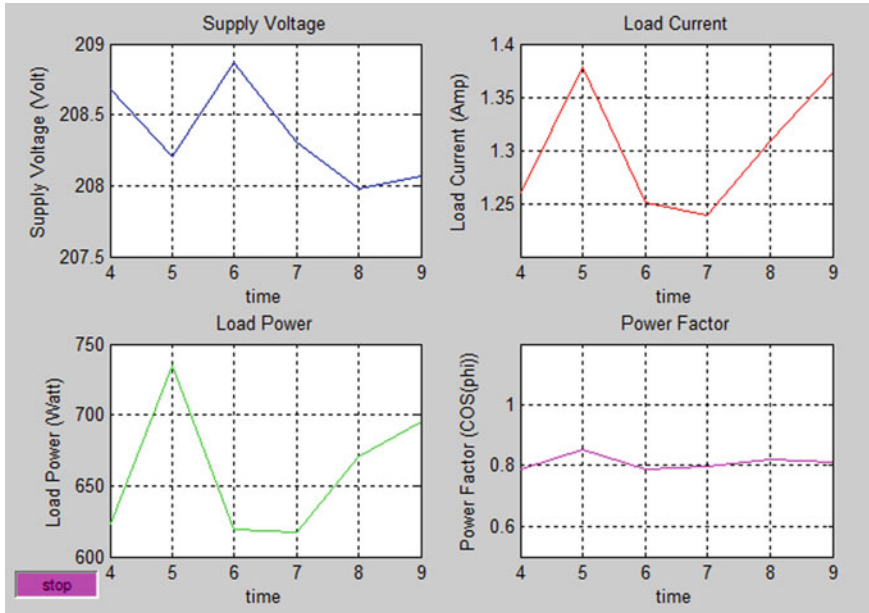 Supply Voltage
Supply Voltage (Volt)
209
208.5
208
207.5
4 5 6 7 8 9
time
Load Current
Load Current (Amp)
1.4
1.35
1.3
1.25
4 5 6 7 8 9
time
Load Power
Load Power (Watt)
750
700
650
600
4 5 6 7 8 9
time
Power Factor
Power Factor (COS(phi))
1
0.8
0.6
4 5 6 7 8 9
time
stop